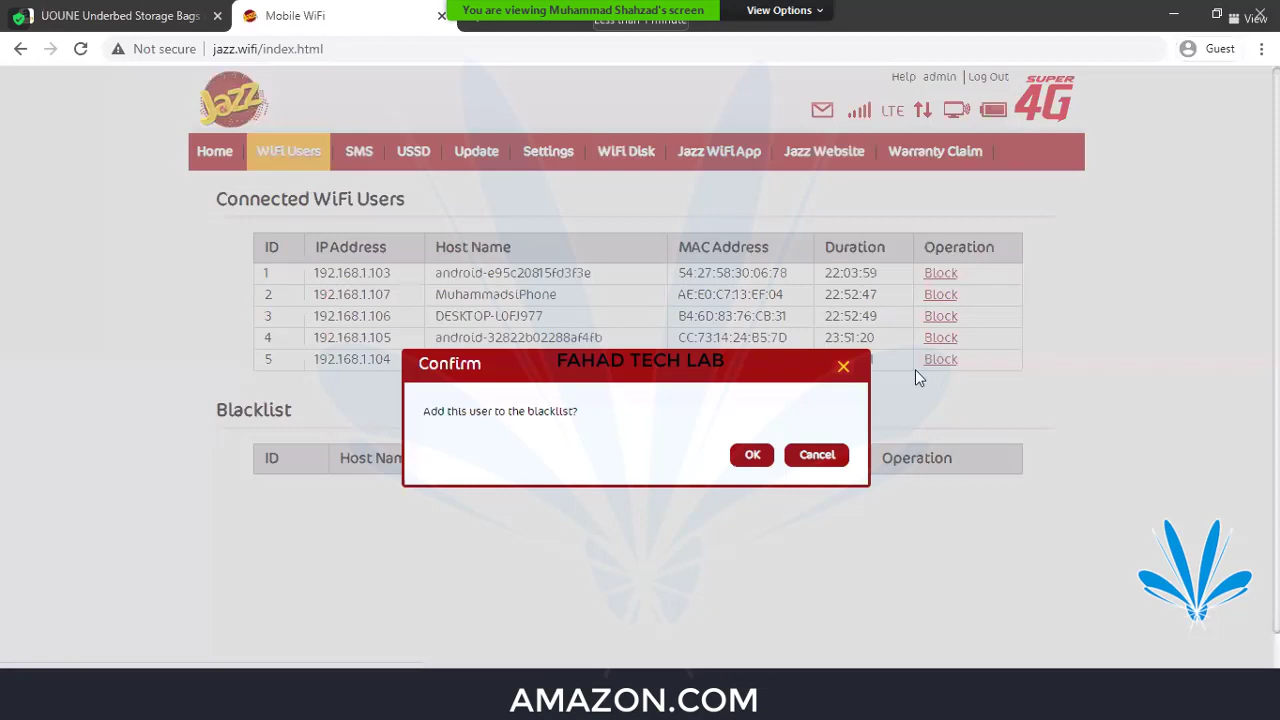 UOUNE Underbed Storage Bags
Mobile WiFi
You are viewing Muhammad Shahzad's screen
View Options
Less than 1 minute
View
Not secure
jazz.wifi/index.html
Guest
Jazz
Help admin | Log Out
LTE
SUPER
4G
Home WiFi Users SMS USSD Update Settings WiFi Disk Jazz WiFi App Jazz Website Warranty Claim
Connected WiFi Users
ID IP Address Host Name MAC Address Duration Operation
1 192.168.1.103 android-e95c20815fd3f3e 54:27:58:30:06:78 22:03:59 Block
2 192.168.1.107 MuhammadsiPhone AE:E0:C7:13:EF:04 22:52:47 Block
3 192.168.1.106 DESKTOP-L0FJ977 B4:6D:83:76:CB:31 22:52:49 Block
4 192.168.1.105 android-32822b02288af4fb CC:73:14:24:B5:7D 23:51:20 Block
5 192.168.1.104 Block
Confirm
FAHAD TECH LAB
Add this user to the blacklist?
OK Cancel
Blacklist
ID Host Nam Operation
AMAZON.COM